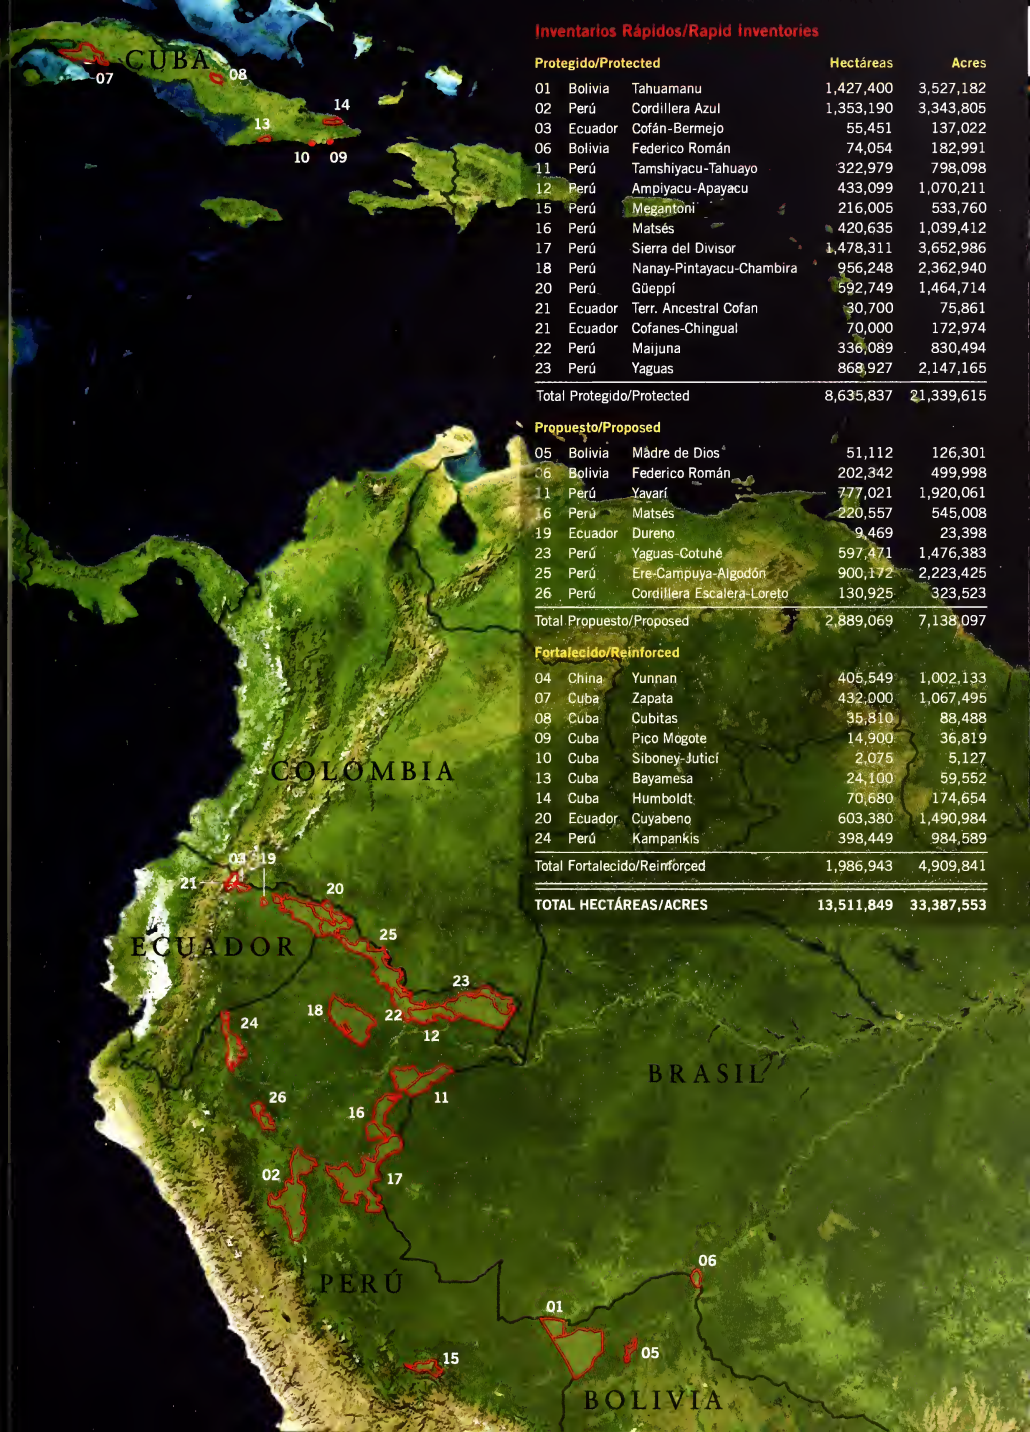 Inventarios Rápidos/Rapid Inventories
Protegido/Protected Hectáreas Acres
01 Bolivia Tahuamanu 1,427,400 3,527,182
02 Perú Cordillera Azul 1,353,190 3,343,805
03 Ecuador Cofán-Bermejo 55,451 137,022
06 Bolivia Federico Román 74,054 182,991
11 Perú Tamshiyacu-Tahuayo 322,979 798,098
12 Perú Ampiyacu-Apayacu 433,099 1,070,211
15 Perú Megantoni 216,005 533,760
16 Perú Matsés 420,635 1,039,412
17 Perú Sierra del Divisor 1,478,311 3,652,986
18 Perú Nanay-Pintayacu-Chambira 956,248 2,362,940
20 Perú Güeppí 592,749 1,464,714
21 Ecuador Terr. Ancestral Cofan 30,700 75,861
21 Ecuador Cofanes-Chingual 70,000 172,974
22 Perú Maijuna 336,089 830,494
23 Perú Yaguas 868,927 2,147,165
Total Protegido/Protected 8,635,837 21,339,615
Propuesto/Proposed
05 Bolivia Madre de Dios 51,112 126,301
06 Bolivia Federico Román 202,342 499,998
11 Perú Yavarí 777,021 1,920,061
16 Perú Matsés 220,557 545,008
19 Ecuador Dureno 9,469 23,398
23 Perú Yaguas-Cotuhé 597,471 1,476,383
25 Perú Ere-Campuya-Algodón 900,172 2,223,425
26 Perú Cordillera Escalera-Loreto 130,925 323,523
Total Propuesto/Proposed 2,889,069 7,138,097
Fortalecido/Reinforced
04 China Yunnan 405,549 1,002,133
07 Cuba Zapata 432,000 1,067,495
08 Cuba Cubitas 35,810 88,488
09 Cuba Pico Mogote 14,900 36,819
10 Cuba Siboney-Juticí 2,075 5,127
13 Cuba Bayamesa 24,100 59,552
14 Cuba Humboldt 70,680 174,654
20 Ecuador Cuyabeno 603,380 1,490,984
24 Perú Kampankis 398,449 984,589
Total Fortalecido/Reinforced 1,986,943 4,909,841
TOTAL HECTÁREAS/ACRES 13,511,849 33,387,553
CUBA
07
08
14
13
10
09
COLOMBIA
03
19
21
20
ECUADOR
25
23
18
22
24
12
BRASIL
11
26
16
02
17
PERÚ
06
01
05
15
BOLIVIA